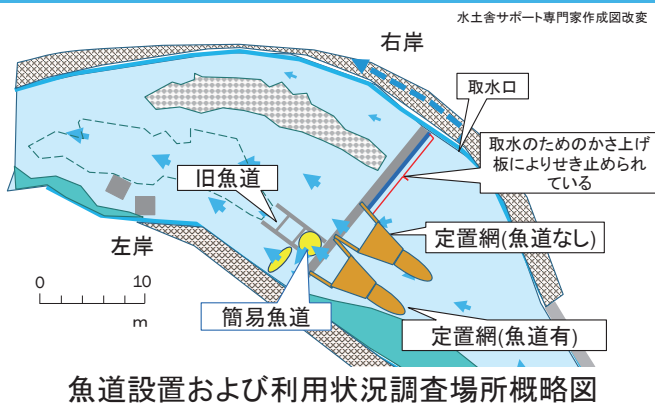 水土舎サポート専門家作成図改変
右岸
取水口
取水のためのかさ上げ
板によりせき止められ
ている
旧魚道
定置網(魚道なし)
左岸
0 10
m
簡易魚道
定置網(魚道有)
魚道設置および利用状況調査場所概略図